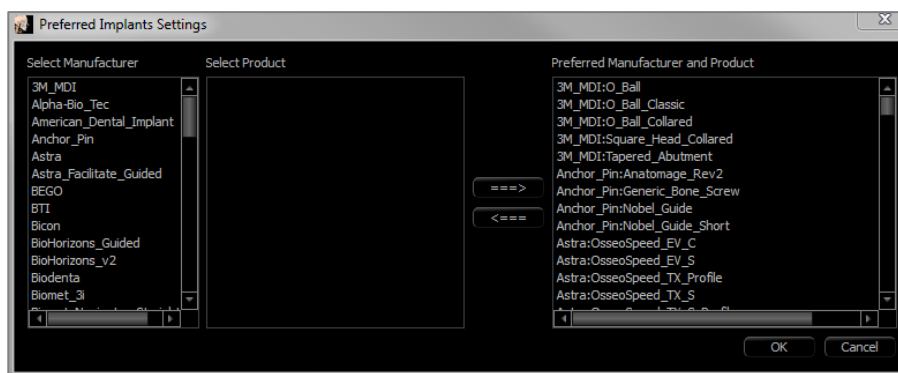 Preferred Implants Settings
Select Manufacturer
3M_MDI
Alpha-Bio_Tec
American_Dental_Implant
Anchor_Pin
Astra
Astra_Facilitate_Guided
BEGO
BTI
Bicon
BioHorizons_Guided
BioHorizons_v2
Biodenta
Biomet_3i
Select Product
===>
<===
Preferred Manufacturer and Product
3M_MDI:O_Ball
3M_MDI:O_Ball_Classic
3M_MDI:O_Ball_Collared
3M_MDI:Square_Head_Collared
3M_MDI:Tapered_Abutment
Anchor_Pin:Anatomage_Rev2
Anchor_Pin:Generic_Bone_Screw
Anchor_Pin:Nobel_Guide
Anchor_Pin:Nobel_Guide_Short
Astra:OsseoSpeed_EV_C
Astra:OsseoSpeed_EV_S
Astra:OsseoSpeed_TX_Profile
Astra:OsseoSpeed_TX_S
OK
Cancel